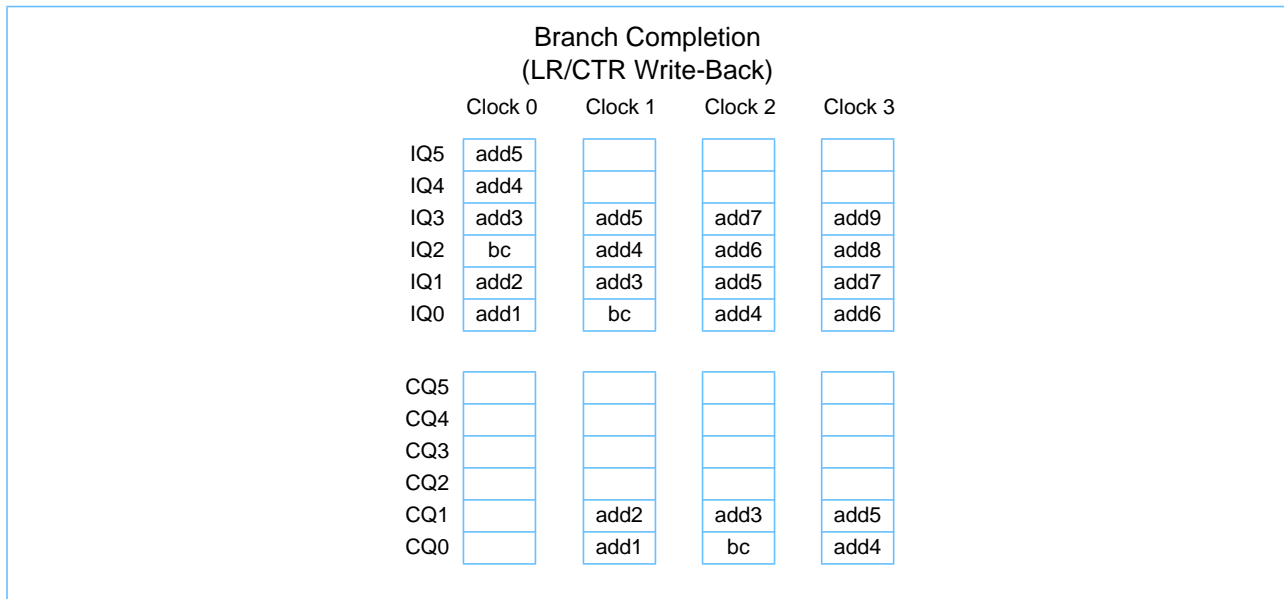 Branch Completion
(LR/CTR Write-Back)
Clock 0 Clock 1 Clock 2 Clock 3
IQ5 add5
IQ4 add4
IQ3 add3 add5 add7 add9
IQ2 bc add4 add6 add8
IQ1 add2 add3 add5 add7
IQ0 add1 bc add4 add6
CQ5
CQ4
CQ3
CQ2
CQ1 add2 add3 add5
CQ0 add1 bc add4